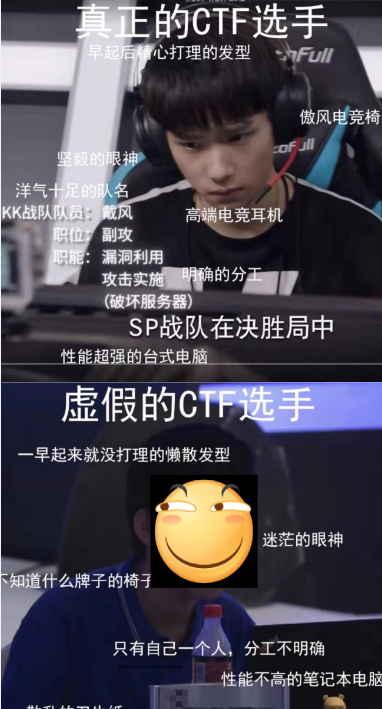 真正的CTF选手
早起后精心打理的发型
傲风电竞椅
坚毅的眼神
洋气十足的队名
KK战队队员：戴风
高端电竞耳机
职位：副攻
职能：漏洞利用
攻击实施
明确的分工
（破坏服务器）
SP战队在决胜局中
性能超强的台式电脑
虚假的CTF选手
一早起来就没打理的懒散发型
迷茫的眼神
不知道什么牌子的椅子
只有自己一个人，分工不明确
性能不高的笔记本电脑